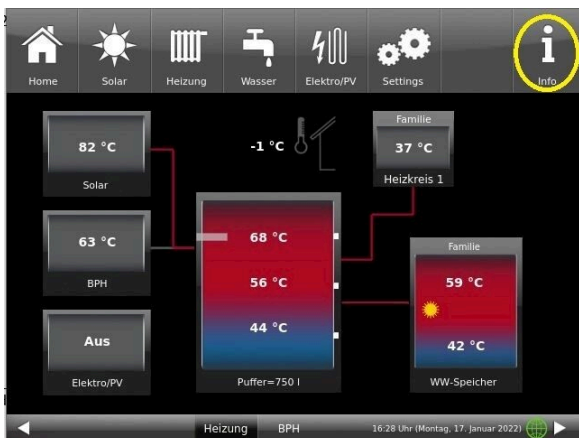 Home Solar Heizung Wasser Elektro/PV Settings Info
82 °C
Solar
-1 °C
Familie
37 °C
Heizkreis 1
63 °C
BPH
68 °C
56 °C
44 °C
Puffer=750 l
Familie
59 °C
42 °C
WW-Speicher
Aus
Elektro/PV
Heizung BPH 16:28 Uhr (Montag, 17. Januar 2022)